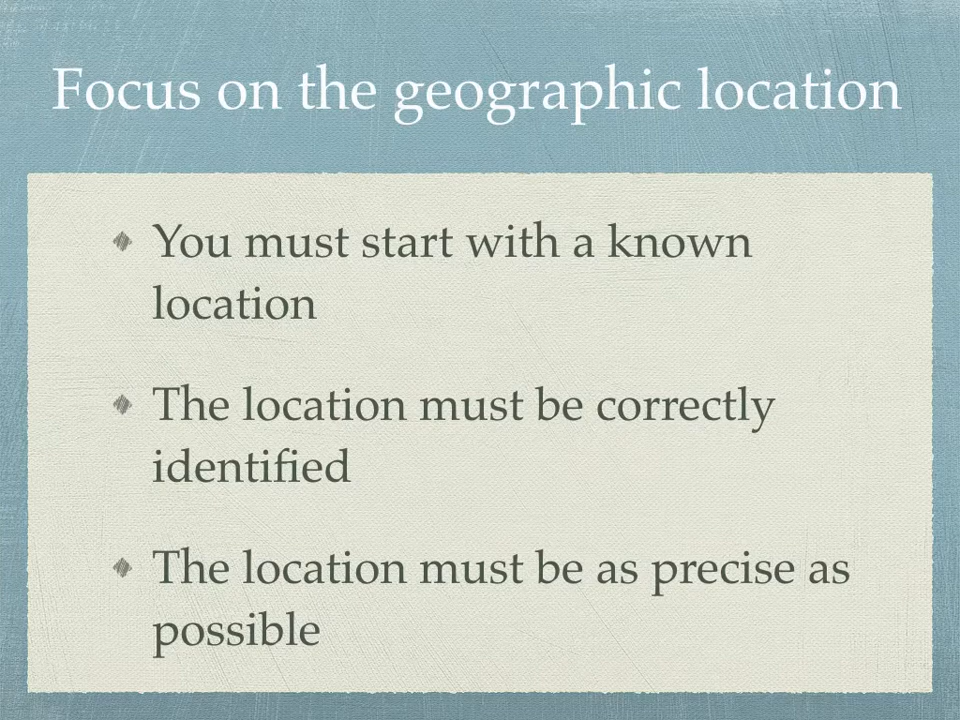 Focus on the geographic location
You must start with a known
location
The location must be correctly
identified
The location must be as precise as
possible